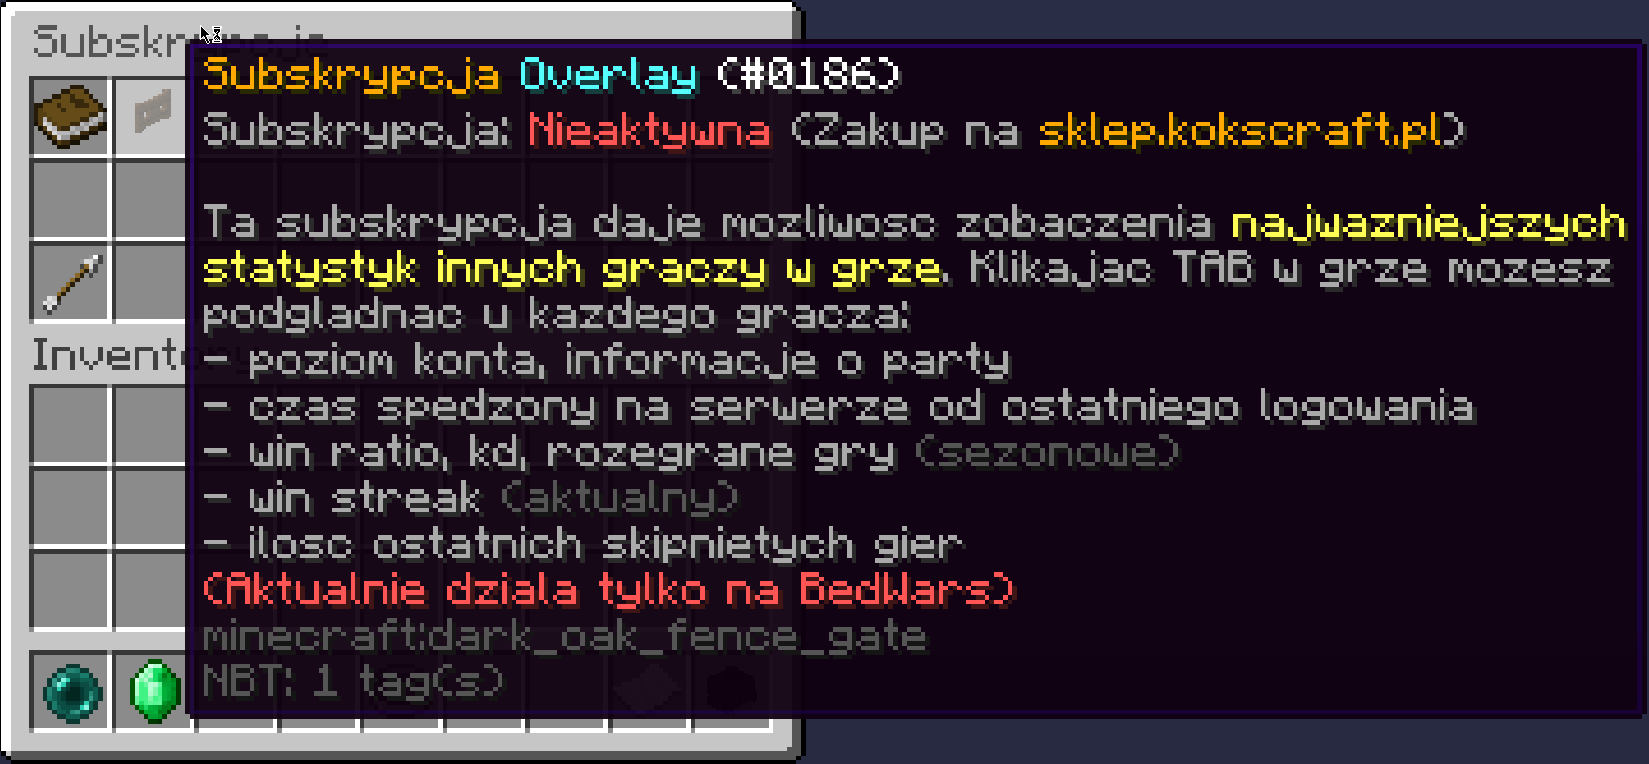 Subskrypcja
Subskrypcja Overlay (#0186)
Subskrypcja: Nieaktywna (Zakup na sklep.kokscraft.pl)
Ta subskrypcja daje mozliwosc zobaczenia najwazniejszych
statystyk innych graczy w grze. Klikajac TAB w grze mozesz
podgladnac u kazdego gracza:
- poziom konta, informacje o party
- czas spedzony na serwerze od ostatniego logowania
- win ratio, kd, rozegrane gry (sezonowe)
- win streak (aktualny)
- ilosc ostatnich skipnietych gier
(Aktualnie dziala tylko na BedWars)
minecraft:dark_oak_fence_gate
NBT: 1 tag(s)
Inventory